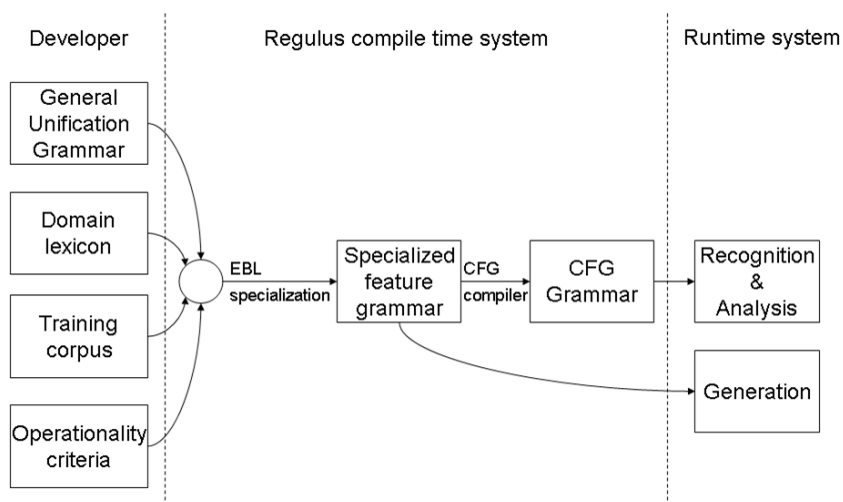 Developer
Regulus compile time system
Runtime system
General
Unification
Grammar
Domain
lexicon
Training
corpus
Operationality
criteria
EBL
specialization
Specialized
feature
grammar
CFG
compiler
CFG
Grammar
Recognition
&
Analysis
Generation